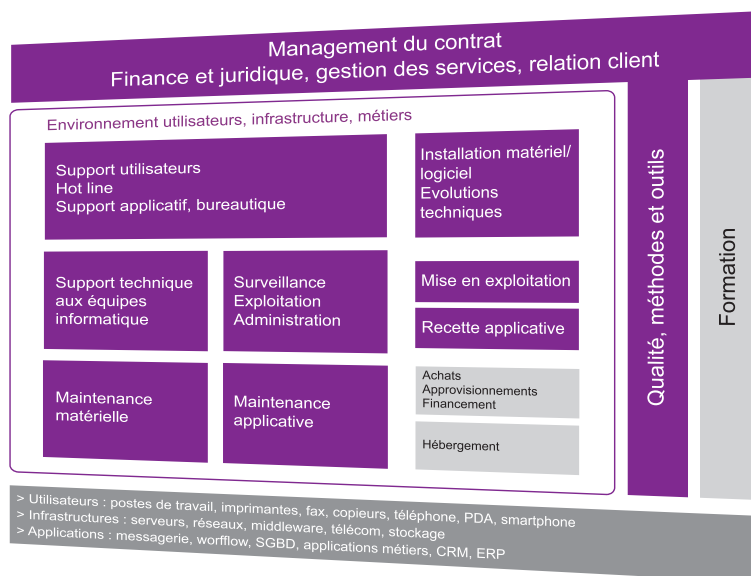 Management du contrat
Finance et juridique, gestion des services, relation client
Environnement utilisateurs, infrastructure, métiers
Support utilisateurs
Hot line
Support applicatif, bureautique
Installation matériel/
logiciel
Evolutions
techniques
Support technique
aux équipes
informatique
Surveillance
Exploitation
Administration
Mise en exploitation
Recette applicative
Maintenance
matérielle
Maintenance
applicative
Achats
Approvisionnements
Financement
Hébergement
Qualité, méthodes et outils
Formation
> Utilisateurs : postes de travail, imprimantes, fax, copieurs, téléphone, PDA, smartphone
> Infrastructures : serveurs, réseaux, middleware, télécom, stockage
> Applications : messagerie, worfflow, SGBD, applications métiers, CRM, ERP